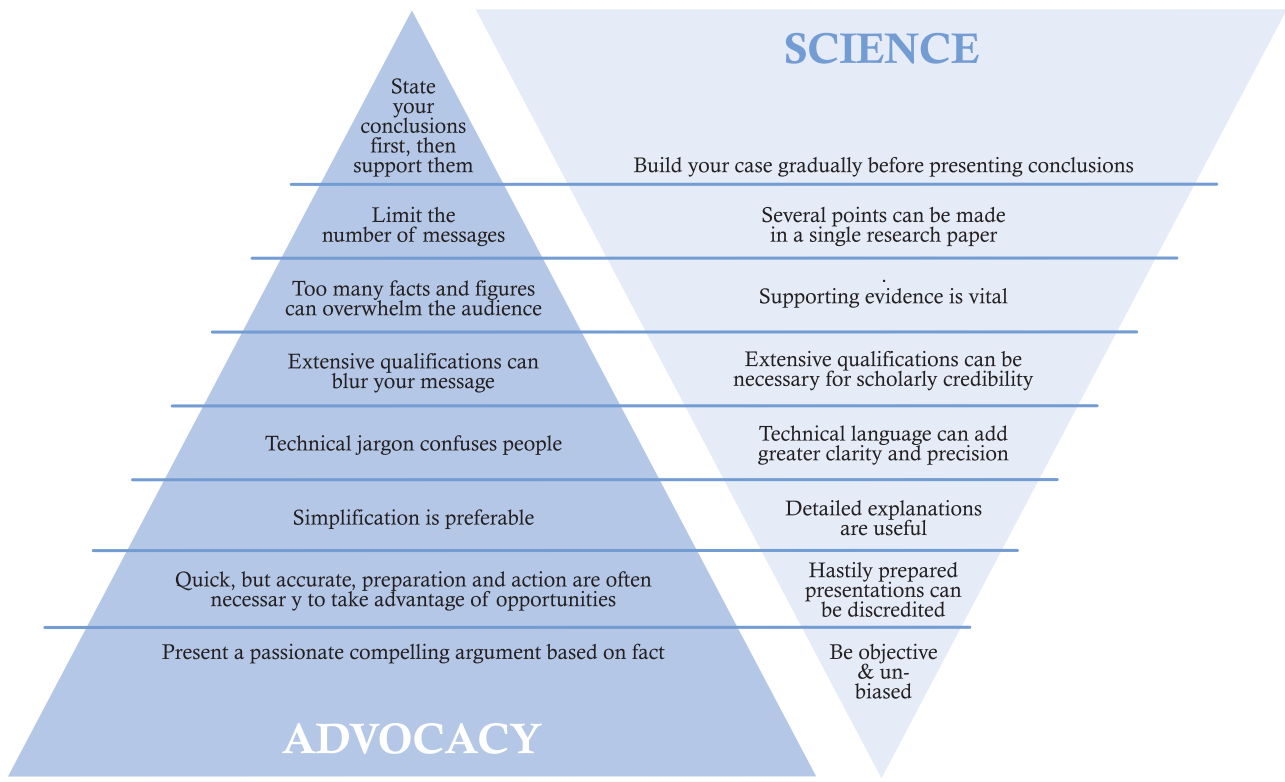 SCIENCE
State
your
conclusions
first, then
support them
Build your case gradually before presenting conclusions
Limit the
number of messages
Several points can be made
in a single research paper
Too many facts and figures
can overwhelm the audience
.
Supporting evidence is vital
Extensive qualifications can
blur your message
Extensive qualifications can be
necessary for scholarly credibility
Technical jargon confuses people
Technical language can add
greater clarity and precision
Simplification is preferable
Detailed explanations
are useful
Quick, but accurate, preparation and action are often
necessar y to take advantage of opportunities
Hastily prepared
presentations can
be discredited
Present a passionate compelling argument based on fact
Be objective
& un-
biased
ADVOCACY